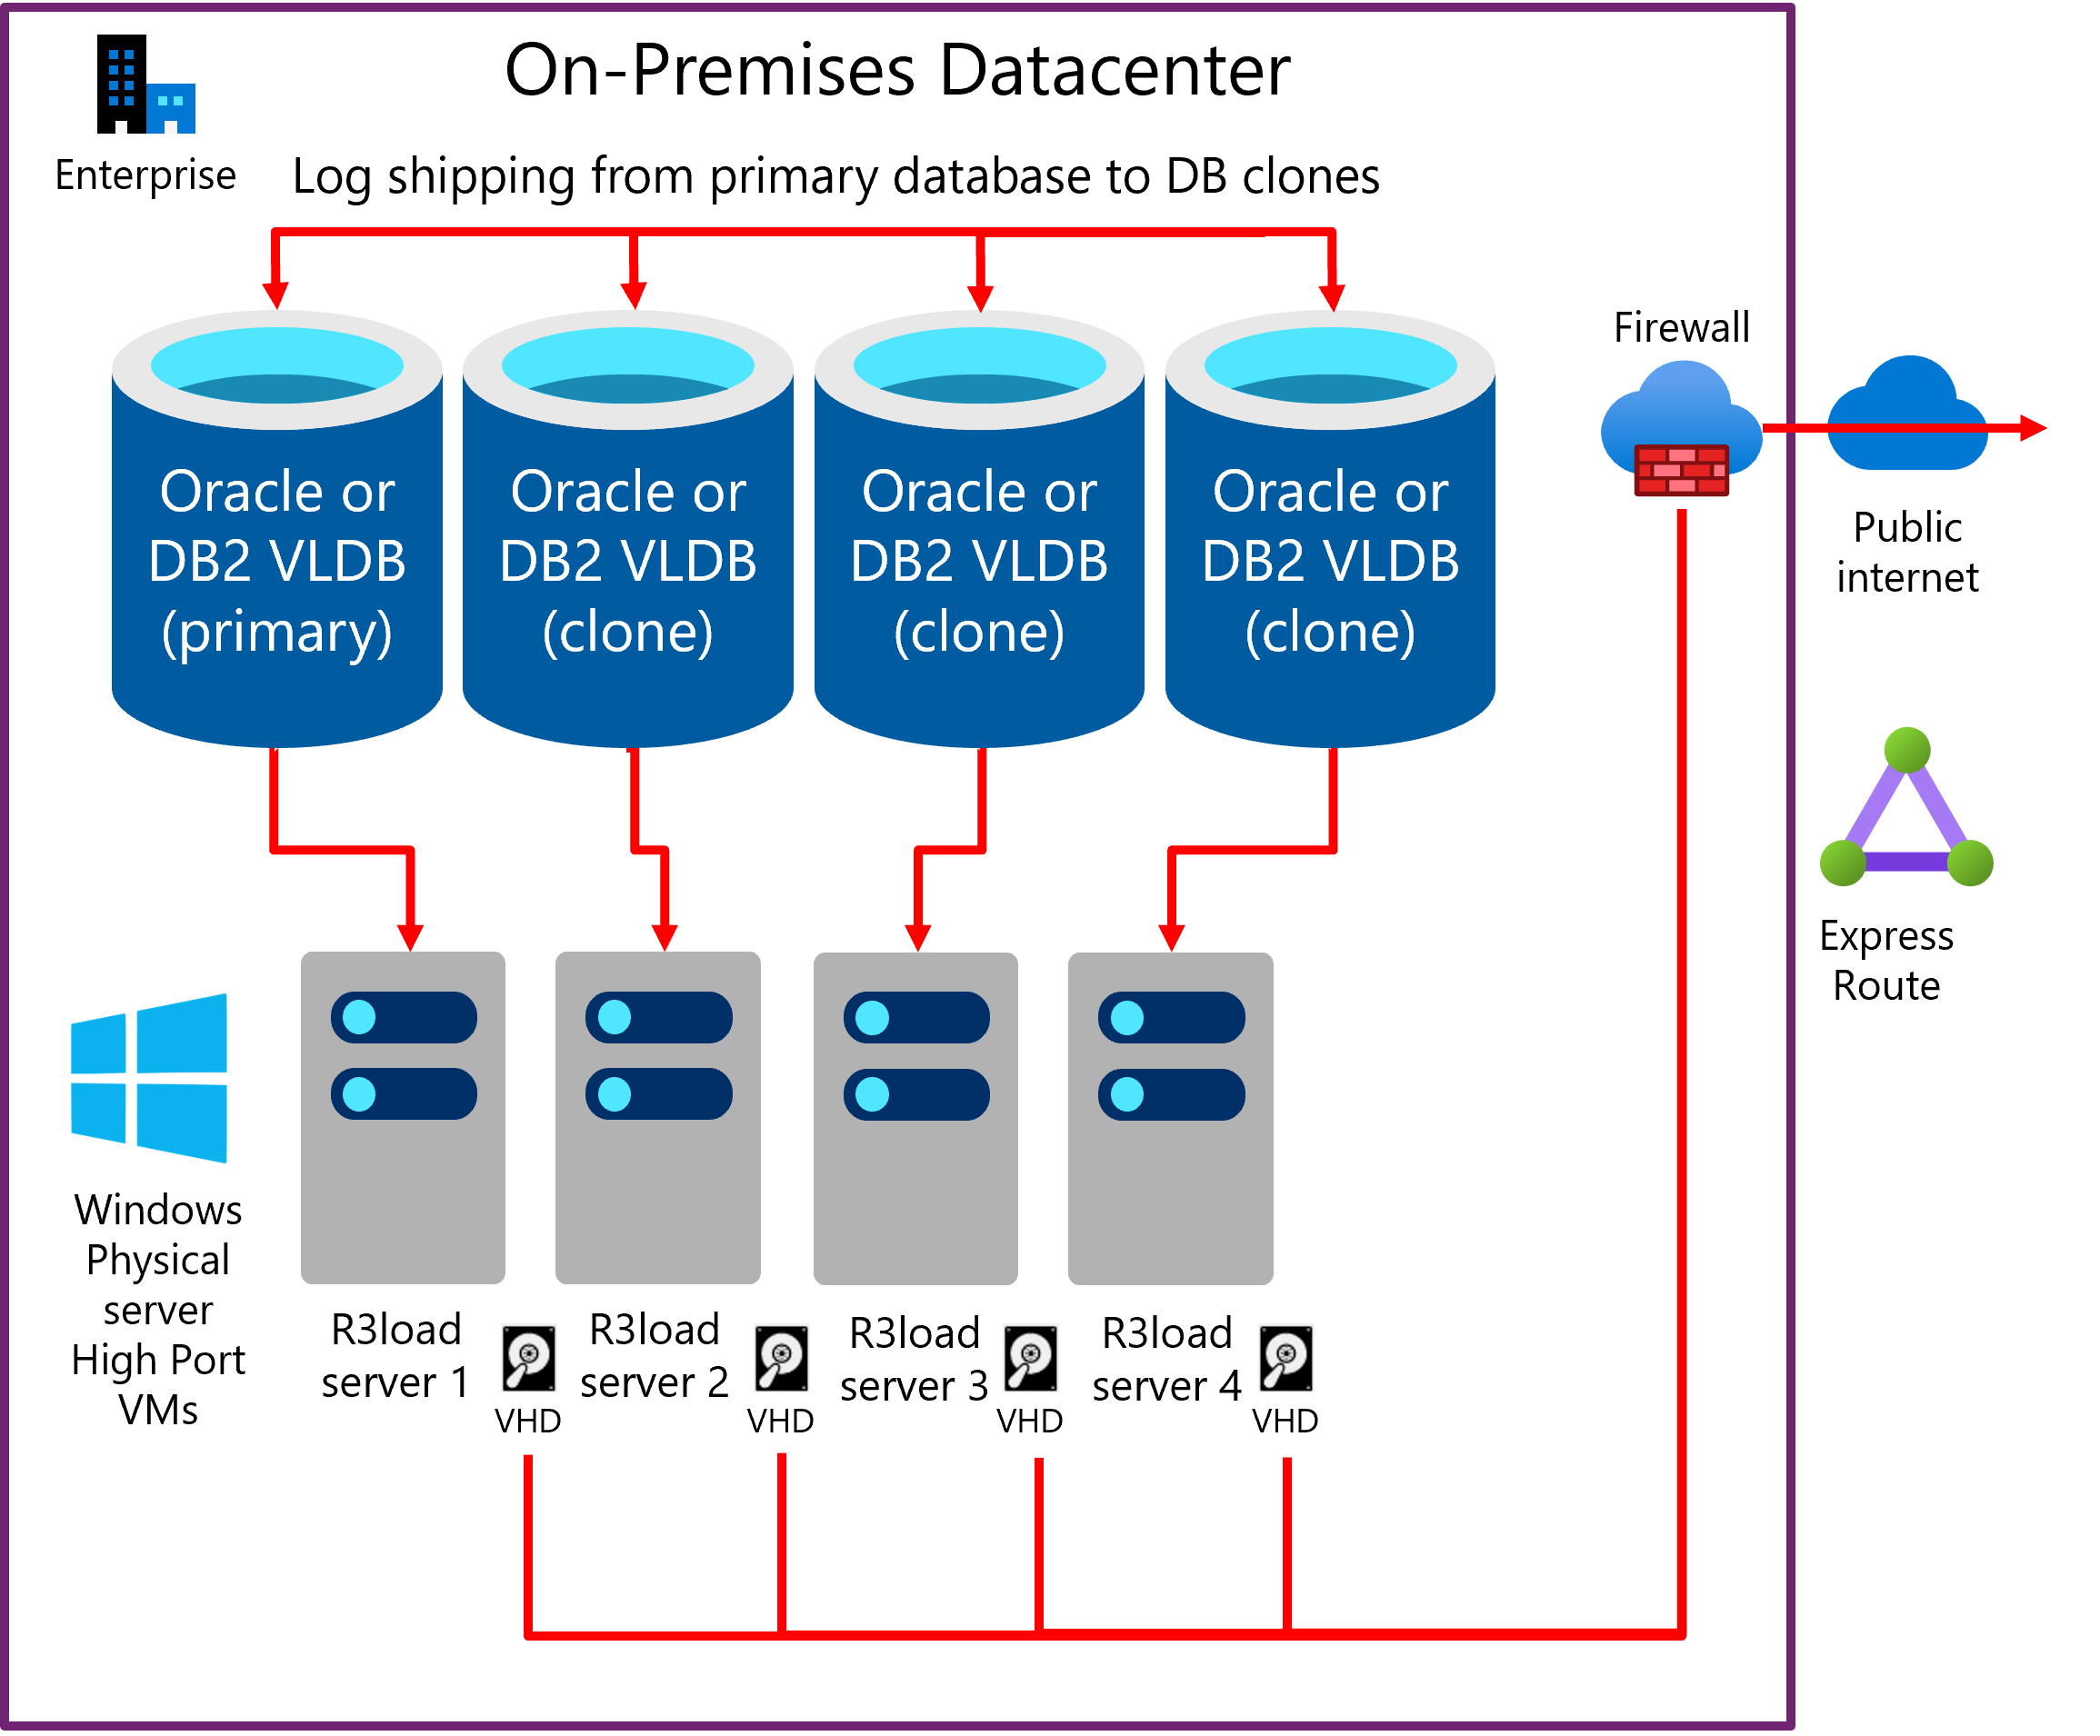 On-Premises Datacenter
Enterprise
Log shipping from primary database to DB clones
Oracle or
DB2 VLDB
(primary)
Oracle or
DB2 VLDB
(clone)
Oracle or
DB2 VLDB
(clone)
Oracle or
DB2 VLDB
(clone)
Firewall
Public
internet
Express
Route
Windows
Physical
server
High Port
VMs
R3load
server 1
VHD
R3load
server 2
VHD
R3load
server 3
VHD
R3load
server 4
VHD